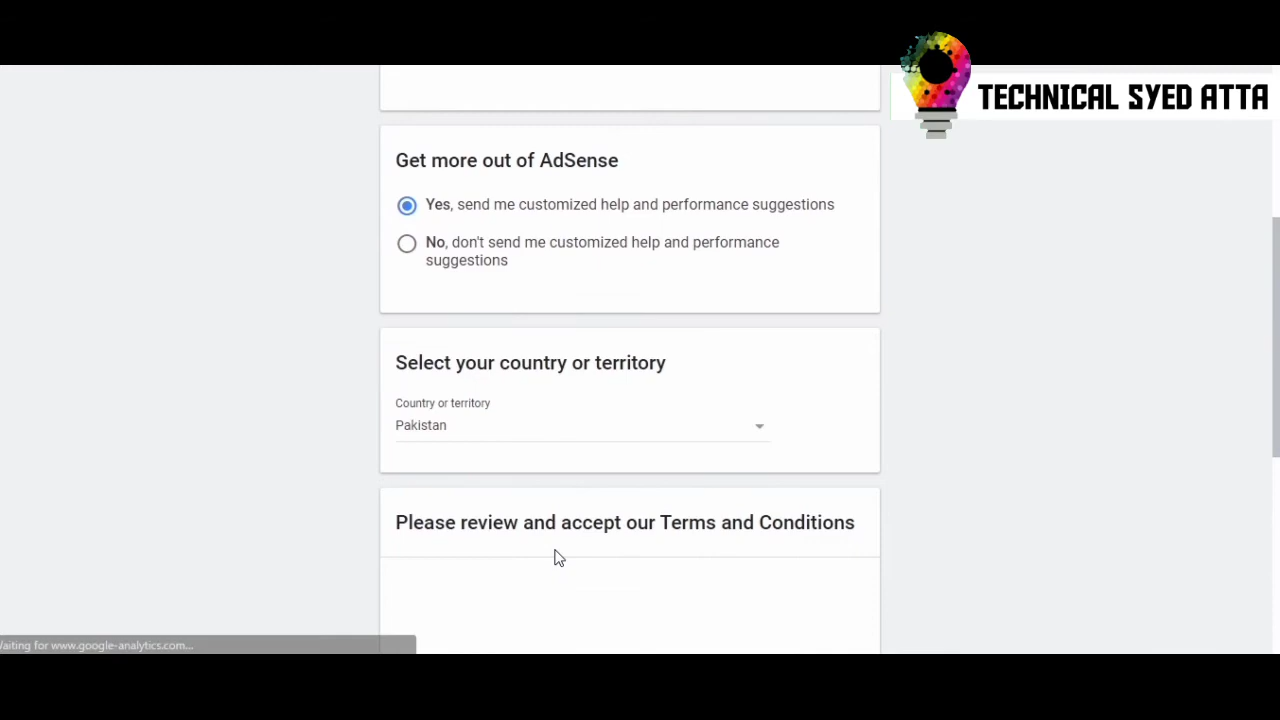 TECHNICAL SYED ATTA
Get more out of AdSense
Yes, send me customized help and performance suggestions
No, don't send me customized help and performance
suggestions
Select your country or territory
Country or territory
Pakistan
Please review and accept our Terms and Conditions
Waiting for www.google-analytics.com...